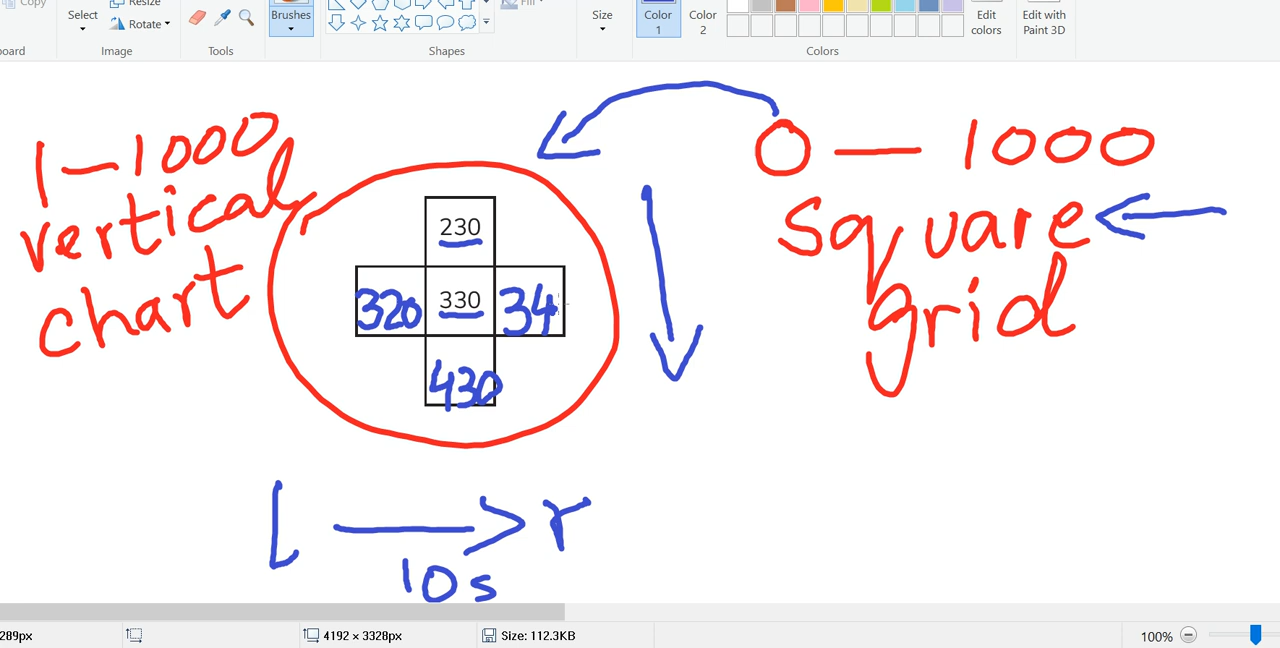 Copy
Select
Resize
Rotate
Brushes
Fill
Size
Color
1
Color
2
Edit
colors
Edit with
Paint 3D
oard
Image
Tools
Shapes
Colors
1 – 1000
vertical
chart
0 — 1000
square
grid
230
320 330 34
430
l r
10s
289px
4192 × 3328px
Size: 112.3KB
100%